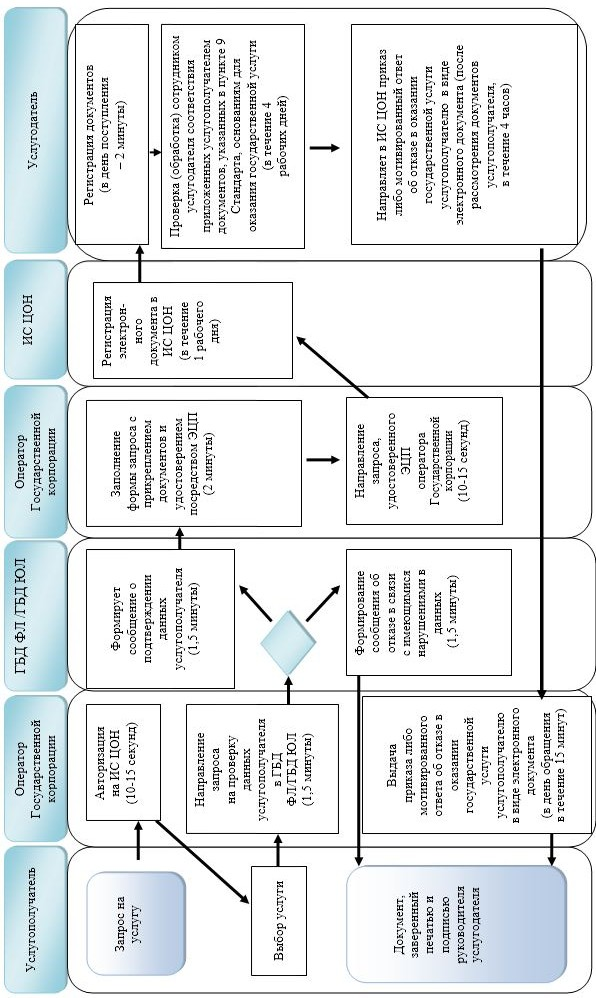 Услугополучатель
Оператор
Государственной
корпорации
ГБД ФЛ ГБД ЮЛ
Оператор
Государственной
корпорации
ИС ЦОН
Услугодатель
Запрос на
услугу
Авторизация
на ИС ЦОН
(10-15 секунд)
Выбор услуги
Направление
запроса
на проверку
данных
услугополучателя
в ГБД
ФЛ/ГБД ЮЛ
(1,5 минуты)
Формирует
сообщение о
подтверждении
данных
услугополучателя
(1,5 минуты)
Формирование
сообщения об
отказе в связи
с имеющимися
нарушениями в
данных
(1,5 минуты)
Заполнение
формы запроса с
прикреплением
документов и
удостоверением
посредством ЭЦП
(2 минуты)
Направление
запроса,
удостоверенного
ЭЦП
оператора
Государственной
корпорации
(10-15 секунд)
Регистрация
электрон-
ного
документа в
ИС ЦОН
(в течение
1 рабочего
дня)
Регистрация документов
(в день поступления
– 2 минуты)
Проверка (обработка) сотрудником
услугодателя соответствия
приложенных услугополучателем
документов, указанных в пункте 9
Стандарта, основаниям для
оказания государственной услуги
(в течение 4
рабочих дней)
Направляет в ИС ЦОН приказ
либо мотивированный ответ
об отказе в оказании
государственной услуги
услугополучателю в виде
электронного документа (после
рассмотрения документов
услугополучателя,
в течение 4 часов)
Выдача
приказа либо
мотивированного
ответа об отказе в
оказании
государственной
услуги
услугополучателю
в виде электронного
документа
(в день обращения
в течение 15 минут)
Документ,
заверенный
печатью и
подписью
руководителя
услугодателя